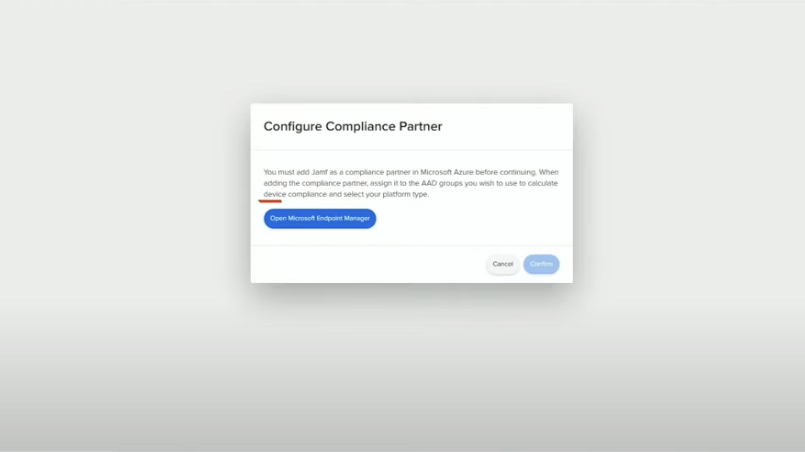 Configure Compliance Partner
You must add Jamf as a compliance partner in Microsoft Azure before continuing. When
adding the compliance partner, assign it to the AAD groups you wish to use to calculate
device compliance and select your platform type.
Open Microsoft Endpoint Manager
Cancel
Confirm